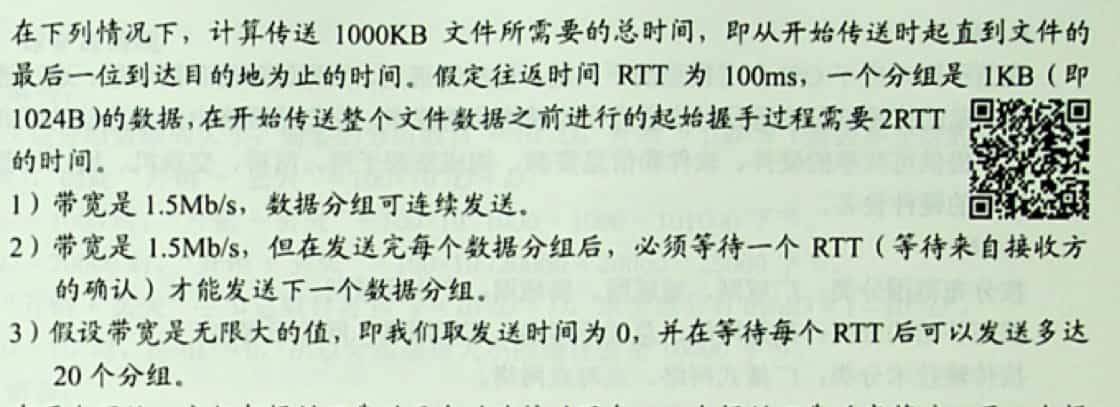 在下列情况下，计算传送 1000KB 文件所需要的总时间，即从开始传送时起直到文件的
最后一位到达目的地为止的时间。假定往返时间 RTT 为 100ms，一个分组是 1KB（即
1024B）的数据，在开始传送整个文件数据之前进行的起始握手过程需要2RTT
的时间。
1）带宽是 1.5Mb/s，数据分组可连续发送。
2）带宽是 1.5Mb/s，但在发送完每个数据分组后，必须等待一个 RTT（等待来自接收方
的确认）才能发送下一个数据分组。
3）假设带宽是无限大的值，即我们取发送时间为 0，并在等待每个 RTT 后可以发送多达
20 个分组。